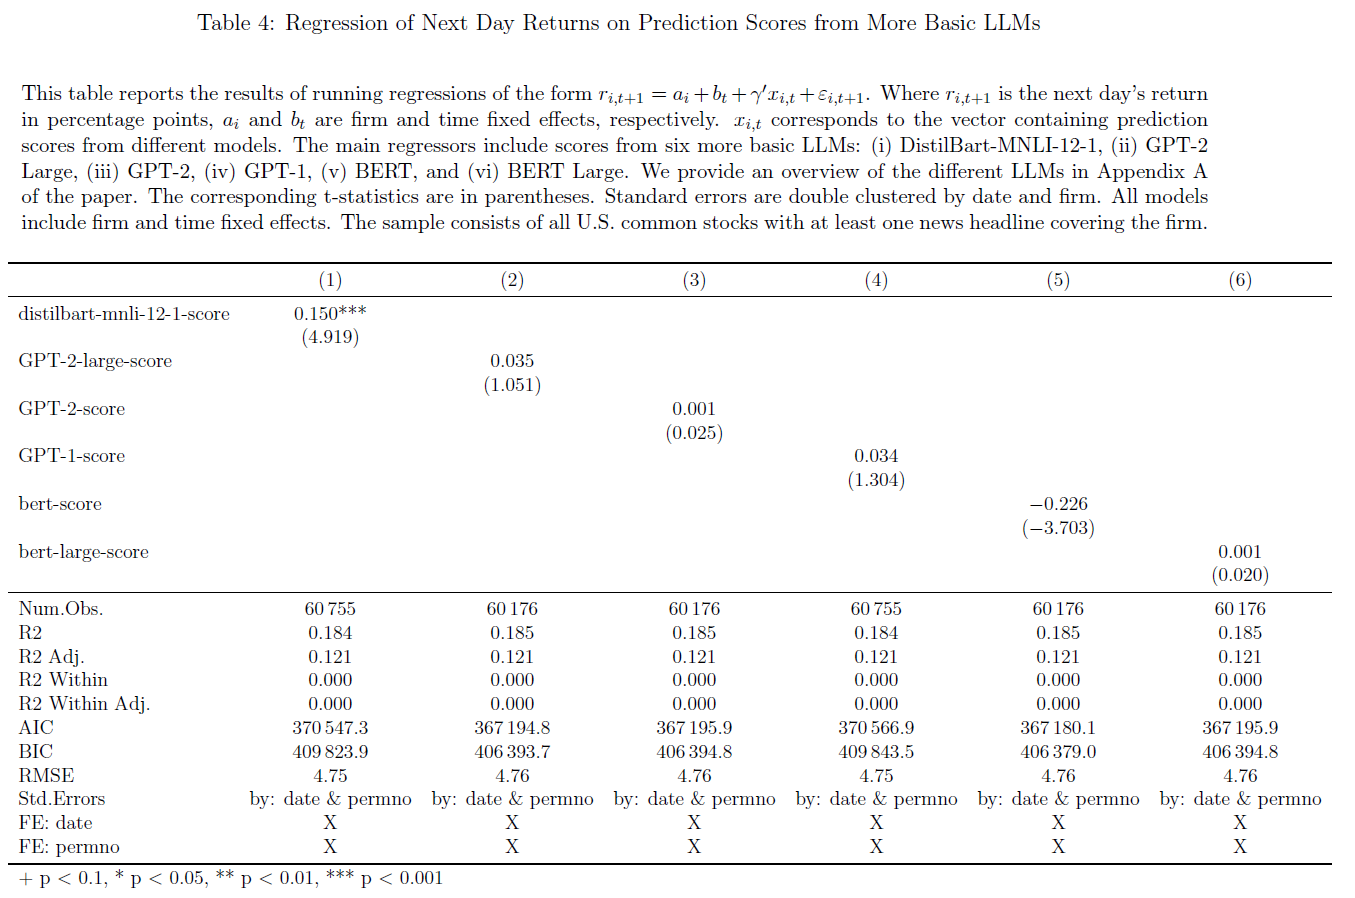 Table 4: Regression of Next Day Returns on Prediction Scores from More Basic LLMs
This table reports the results of running regressions of the form r_{i,t+1} = a_i + b_t + γ′x_{i,t} + ε_{i,t+1}. Where r_{i,t+1} is the next day's return
in percentage points, a_i and b_t are firm and time fixed effects, respectively. x_{i,t} corresponds to the vector containing prediction
scores from different models. The main regressors include scores from six more basic LLMs: (i) DistilBart-MNLI-12-1, (ii) GPT-2
Large, (iii) GPT-2, (iv) GPT-1, (v) BERT, and (vi) BERT Large. We provide an overview of the different LLMs in Appendix A
of the paper. The corresponding t-statistics are in parentheses. Standard errors are double clustered by date and firm. All models
include firm and time fixed effects. The sample consists of all U.S. common stocks with at least one news headline covering the firm.
(1) (2) (3) (4) (5) (6)
distilbart-mnli-12-1-score 0.150***
(4.919)
GPT-2-large-score 0.035
(1.051)
GPT-2-score 0.001
(0.025)
GPT-1-score 0.034
(1.304)
bert-score −0.226
(−3.703)
bert-large-score 0.001
(0.020)
Num.Obs. 60 755 60 176 60 176 60 755 60 176 60 176
R2 0.184 0.185 0.185 0.184 0.185 0.185
R2 Adj. 0.121 0.121 0.121 0.121 0.121 0.121
R2 Within 0.000 0.000 0.000 0.000 0.000 0.000
R2 Within Adj. 0.000 0.000 0.000 0.000 0.000 0.000
AIC 370 547.3 367 194.8 367 195.9 370 566.9 367 180.1 367 195.9
BIC 409 823.9 406 393.7 406 394.8 409 843.5 406 379.0 406 394.8
RMSE 4.75 4.76 4.76 4.75 4.76 4.76
Std.Errors by: date & permno by: date & permno by: date & permno by: date & permno by: date & permno by: date & permno
FE: date X X X X X X
FE: permno X X X X X X
+ p < 0.1, * p < 0.05, ** p < 0.01, *** p < 0.001